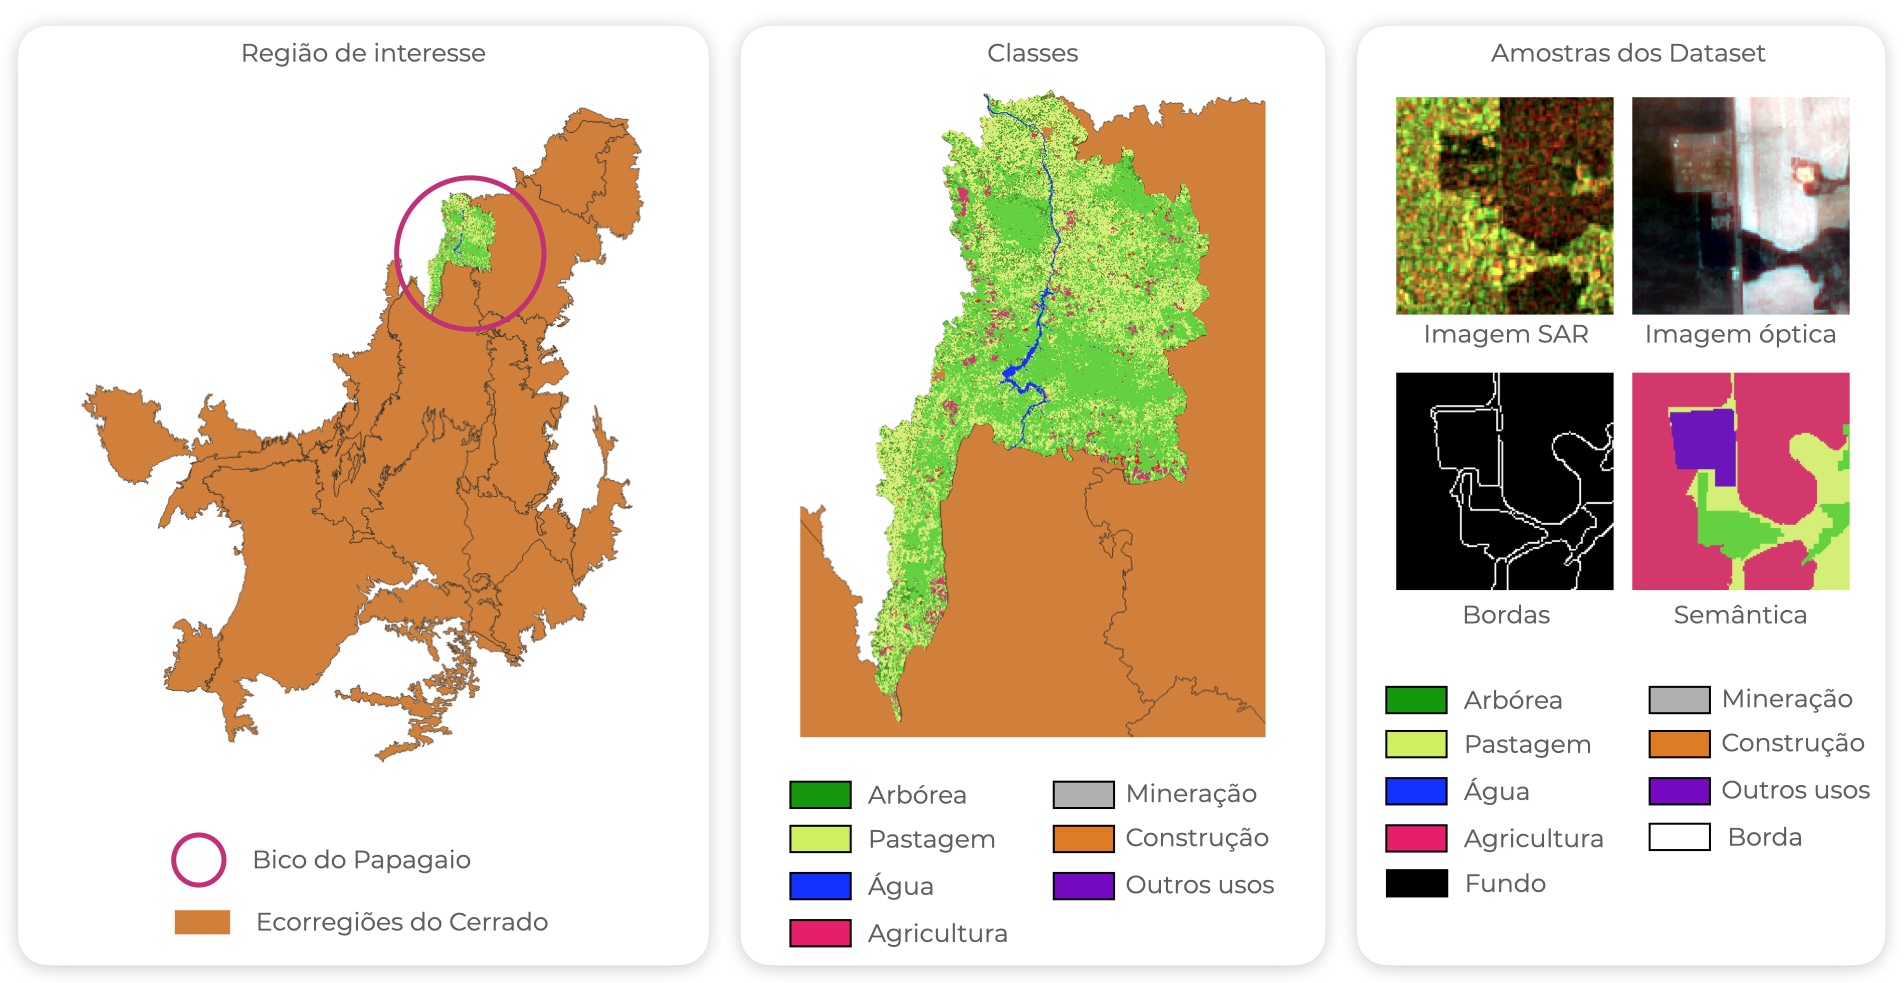 Região de interesse
Bico do Papagaio
Ecorregiões do Cerrado
Classes
Arbórea
Pastagem
Água
Agricultura
Mineração
Construção
Outros usos
Amostras dos Dataset
Imagem SAR
Imagem óptica
Bordas
Semântica
Arbórea
Pastagem
Água
Agricultura
Fundo
Mineração
Construção
Outros usos
Borda